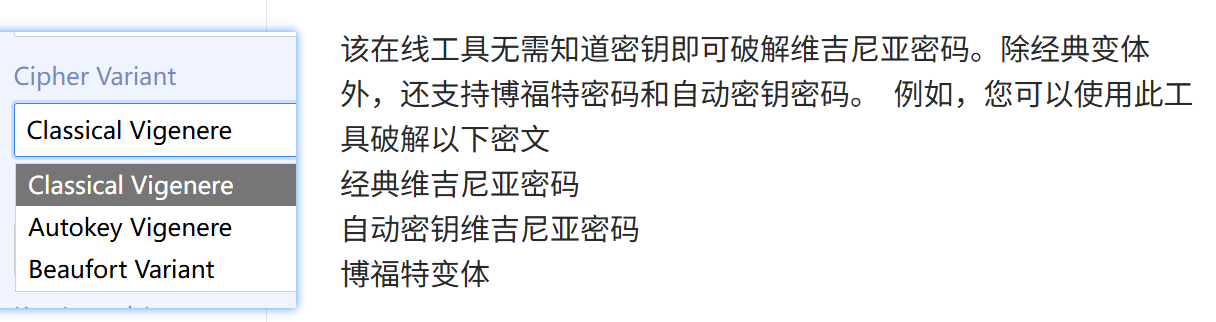 Cipher Variant
Classical Vigenere
Classical Vigenere
Autokey Vigenere
Beaufort Variant
该在线工具无需知道密钥即可破解维吉尼亚密码。除经典变体
外，还支持博福特密码和自动密钥密码。 例如，您可以使用此工
具破解以下密文
经典维吉尼亚密码
自动密钥维吉尼亚密码
博福特变体